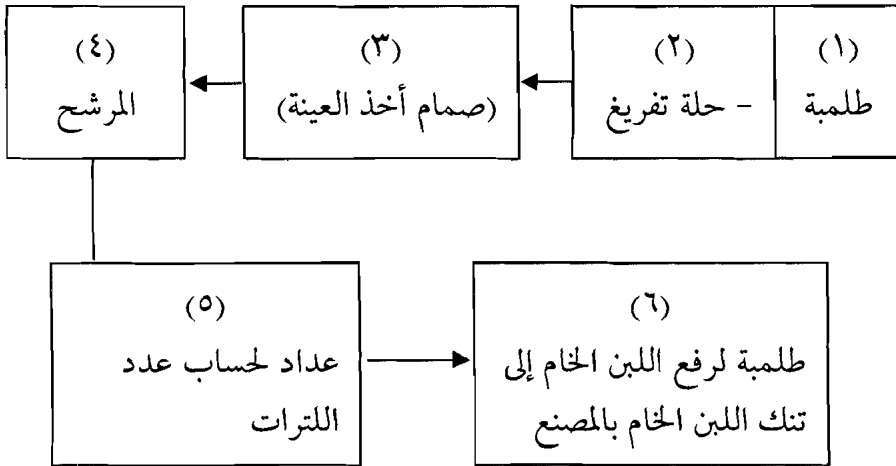 (١)
طلمبة
(٢)
- حلة تفريغ
(٣)
(صمام أخذ العينة)
(٤)
المرشح
(٥)
عداد لحساب عدد
اللترات
(٦)
طلمبة لرفع اللبن الخام إلى
تنك اللبن الخام بالمصنع